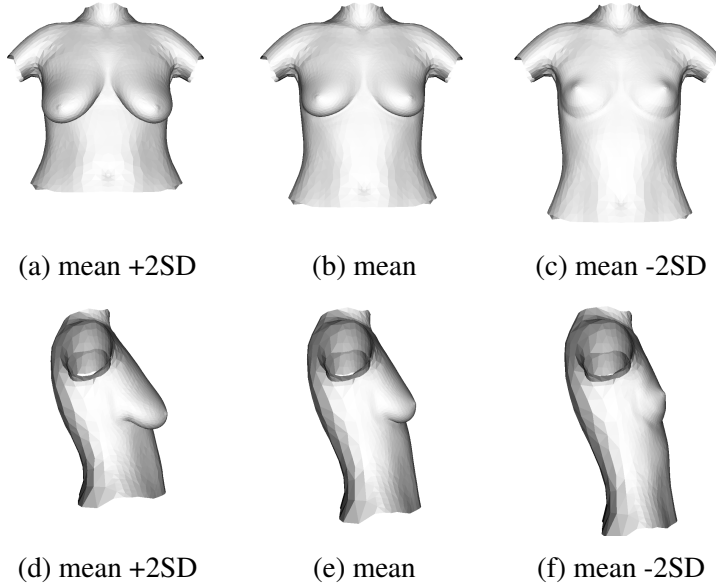 (a) mean +2SD
(b) mean
(c) mean -2SD
(d) mean +2SD
(e) mean
(f) mean -2SD